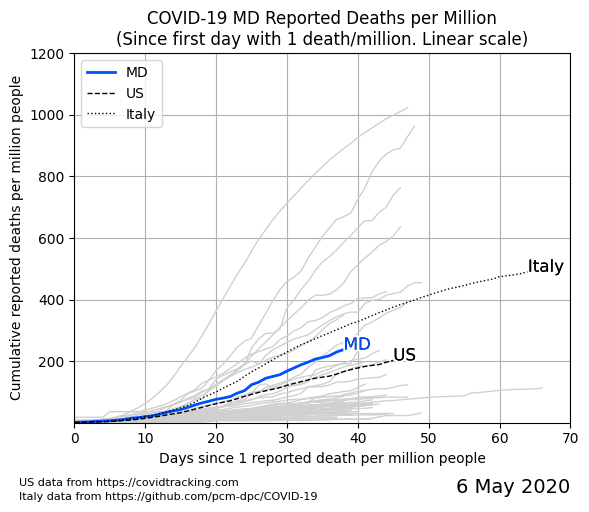 COVID-19 MD Reported Deaths per Million
(Since first day with 1 death/million. Linear scale)
Cumulative reported deaths per million people
1200
1000
800
600
400
200
MD
US
Italy
Italy
MD
US
0
10
20
30
40
50
60
70
Days since 1 reported death per million people
US data from https://covidtracking.com
Italy data from https://github.com/pcm-dpc/COVID-19
6 May 2020